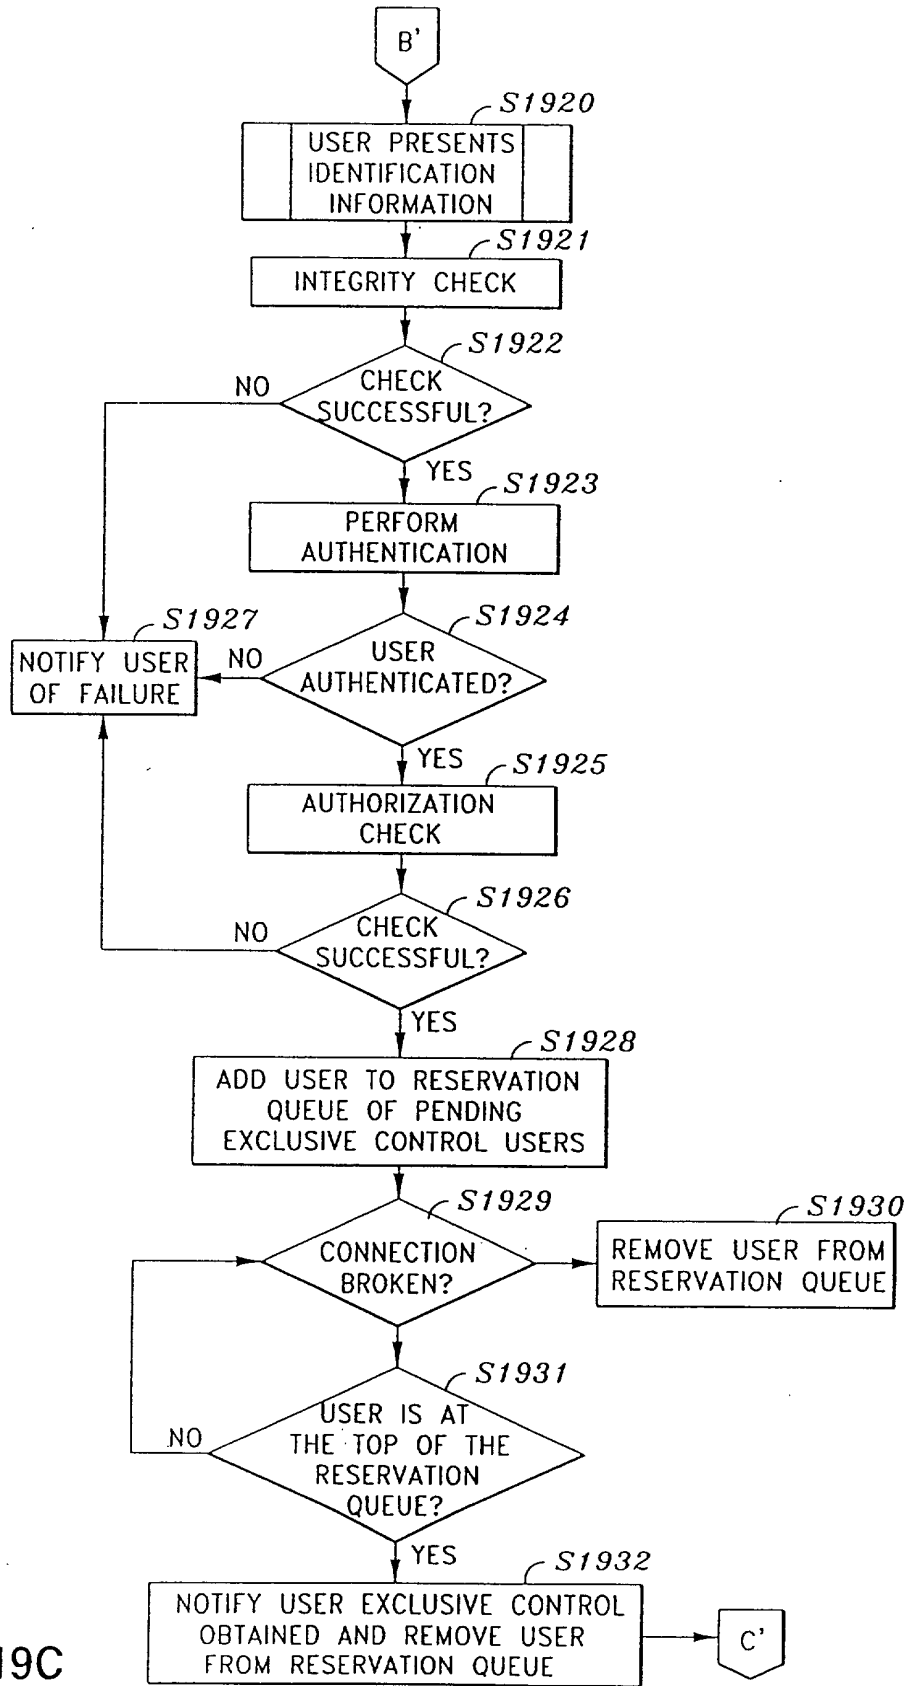 B'
S1920
USER PRESENTS
IDENTIFICATION
INFORMATION
S1921
INTEGRITY CHECK
S1922
NO
CHECK
SUCCESSFUL?
YES
S1923
PERFORM
AUTHENTICATION
S1927
NOTIFY USER
OF FAILURE
S1924
NO
USER
AUTHENTICATED?
YES
S1925
AUTHORIZATION
CHECK
S1926
NO
CHECK
SUCCESSFUL?
YES
S1928
ADD USER TO RESERVATION
QUEUE OF PENDING
EXCLUSIVE CONTROL USERS
S1929
CONNECTION
BROKEN?
S1930
REMOVE USER FROM
RESERVATION QUEUE
S1931
NO
USER IS AT
THE TOP OF THE
RESERVATION
QUEUE?
YES
S1932
NOTIFY USER EXCLUSIVE CONTROL
OBTAINED AND REMOVE USER
FROM RESERVATION QUEUE
C'
19C